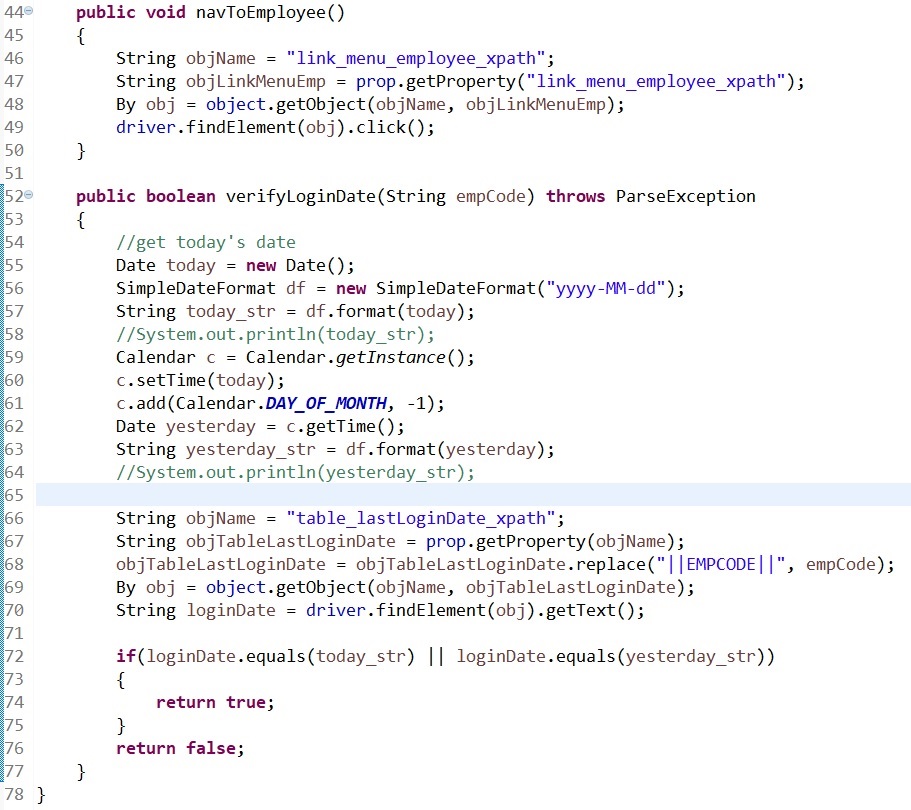 44 public void navToEmployee()
45 {
46 String objName = "link_menu_employee_xpath";
47 String objLinkMenuEmp = prop.getProperty("link_menu_employee_xpath");
48 By obj = object.getObject(objName, objLinkMenuEmp);
49 driver.findElement(obj).click();
50 }
51
52 public boolean verifyLoginDate(String empCode) throws ParseException
53 {
54 //get today's date
55 Date today = new Date();
56 SimpleDateFormat df = new SimpleDateFormat("yyyy-MM-dd");
57 String today_str = df.format(today);
58 //System.out.println(today_str);
59 Calendar c = Calendar.getInstance();
60 c.setTime(today);
61 c.add(Calendar.DAY_OF_MONTH, -1);
62 Date yesterday = c.getTime();
63 String yesterday_str = df.format(yesterday);
64 //System.out.println(yesterday_str);
65
66 String objName = "table_lastLoginDate_xpath";
67 String objTableLastLoginDate = prop.getProperty(objName);
68 objTableLastLoginDate = objTableLastLoginDate.replace("||EMPCODE||", empCode);
69 By obj = object.getObject(objName, objTableLastLoginDate);
70 String loginDate = driver.findElement(obj).getText();
71
72 if(loginDate.equals(today_str) || loginDate.equals(yesterday_str))
73 {
74 return true;
75 }
76 return false;
77 }
78 }